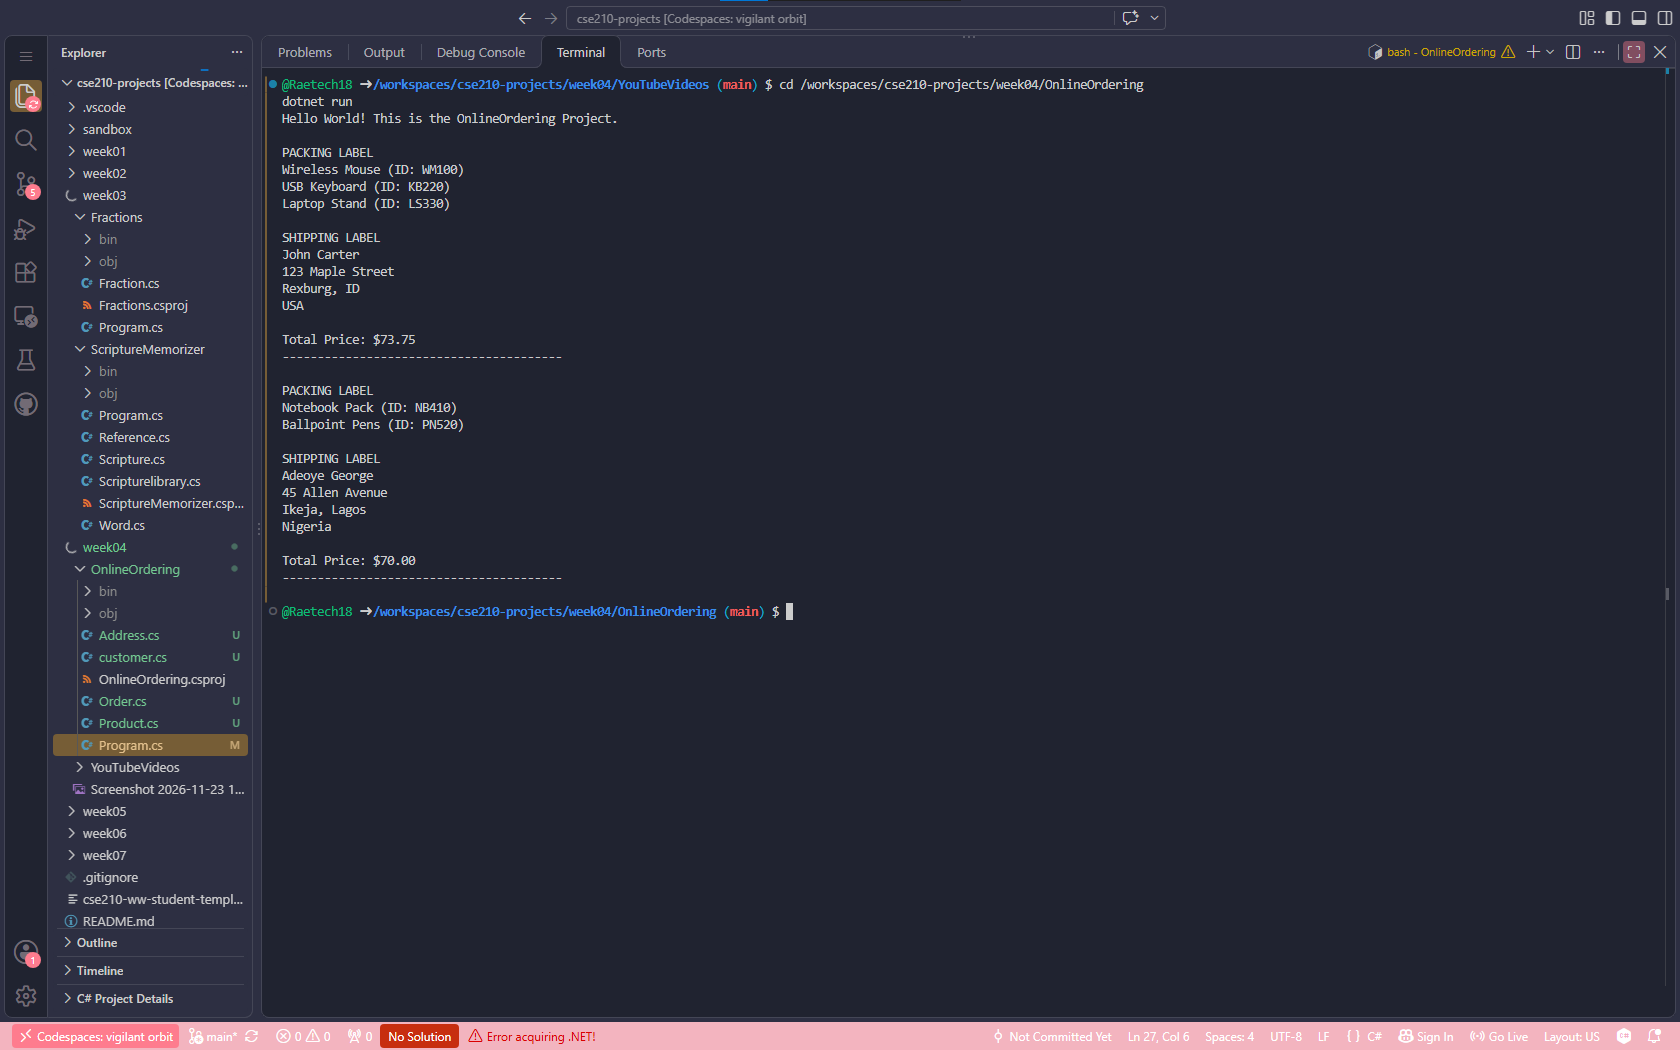 cse210-projects [Codespaces: vigilant orbit]
Explorer
cse210-projects [Codespaces: ...
.vscode
sandbox
week01
week02
week03
Fractions
bin
obj
Fraction.cs
Fractions.csproj
Program.cs
ScriptureMemorizer
bin
obj
Program.cs
Reference.cs
Scripture.cs
Scripturelibrary.cs
ScriptureMemorizer.csp...
Word.cs
week04
OnlineOrdering
bin
obj
Address.cs U
customer.cs U
OnlineOrdering.csproj
Order.cs U
Product.cs U
Program.cs M
YouTubeVideos
Screenshot 2026-11-23 1...
week05
week06
week07
.gitignore
cse210-ww-student-templ...
README.md
Outline
Timeline
C# Project Details
5
1
Problems Output Debug Console Terminal Ports
bash - OnlineOrdering
@Raetech18 ➜/workspaces/cse210-projects/week04/YouTubeVideos (main) $ cd /workspaces/cse210-projects/week04/OnlineOrdering
dotnet run
Hello World! This is the OnlineOrdering Project.
PACKING LABEL
Wireless Mouse (ID: WM100)
USB Keyboard (ID: KB220)
Laptop Stand (ID: LS330)
SHIPPING LABEL
John Carter
123 Maple Street
Rexburg, ID
USA
Total Price: $73.75
----------------------------------------
PACKING LABEL
Notebook Pack (ID: NB410)
Ballpoint Pens (ID: PN520)
SHIPPING LABEL
Adeoye George
45 Allen Avenue
Ikeja, Lagos
Nigeria
Total Price: $70.00
----------------------------------------
@Raetech18 ➜/workspaces/cse210-projects/week04/OnlineOrdering (main) $
Codespaces: vigilant orbit main* 0 0 0 No Solution Error acquiring .NET! Not Committed Yet Ln 27, Col 6 Spaces: 4 UTF-8 LF { } C# Sign In Go Live Layout: US